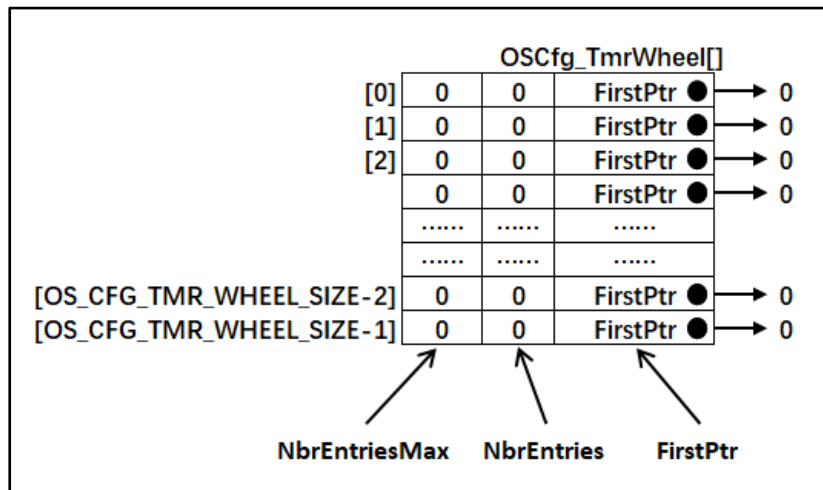 OSCfg_TmrWheel[]
[0] 0 0 FirstPtr 0
[1] 0 0 FirstPtr 0
[2] 0 0 FirstPtr 0
0 0 FirstPtr 0
...... ...... ......
...... ...... ......
[OS_CFG_TMR_WHEEL_SIZE-2] 0 0 FirstPtr 0
[OS_CFG_TMR_WHEEL_SIZE-1] 0 0 FirstPtr 0
NbrEntriesMax NbrEntries FirstPtr